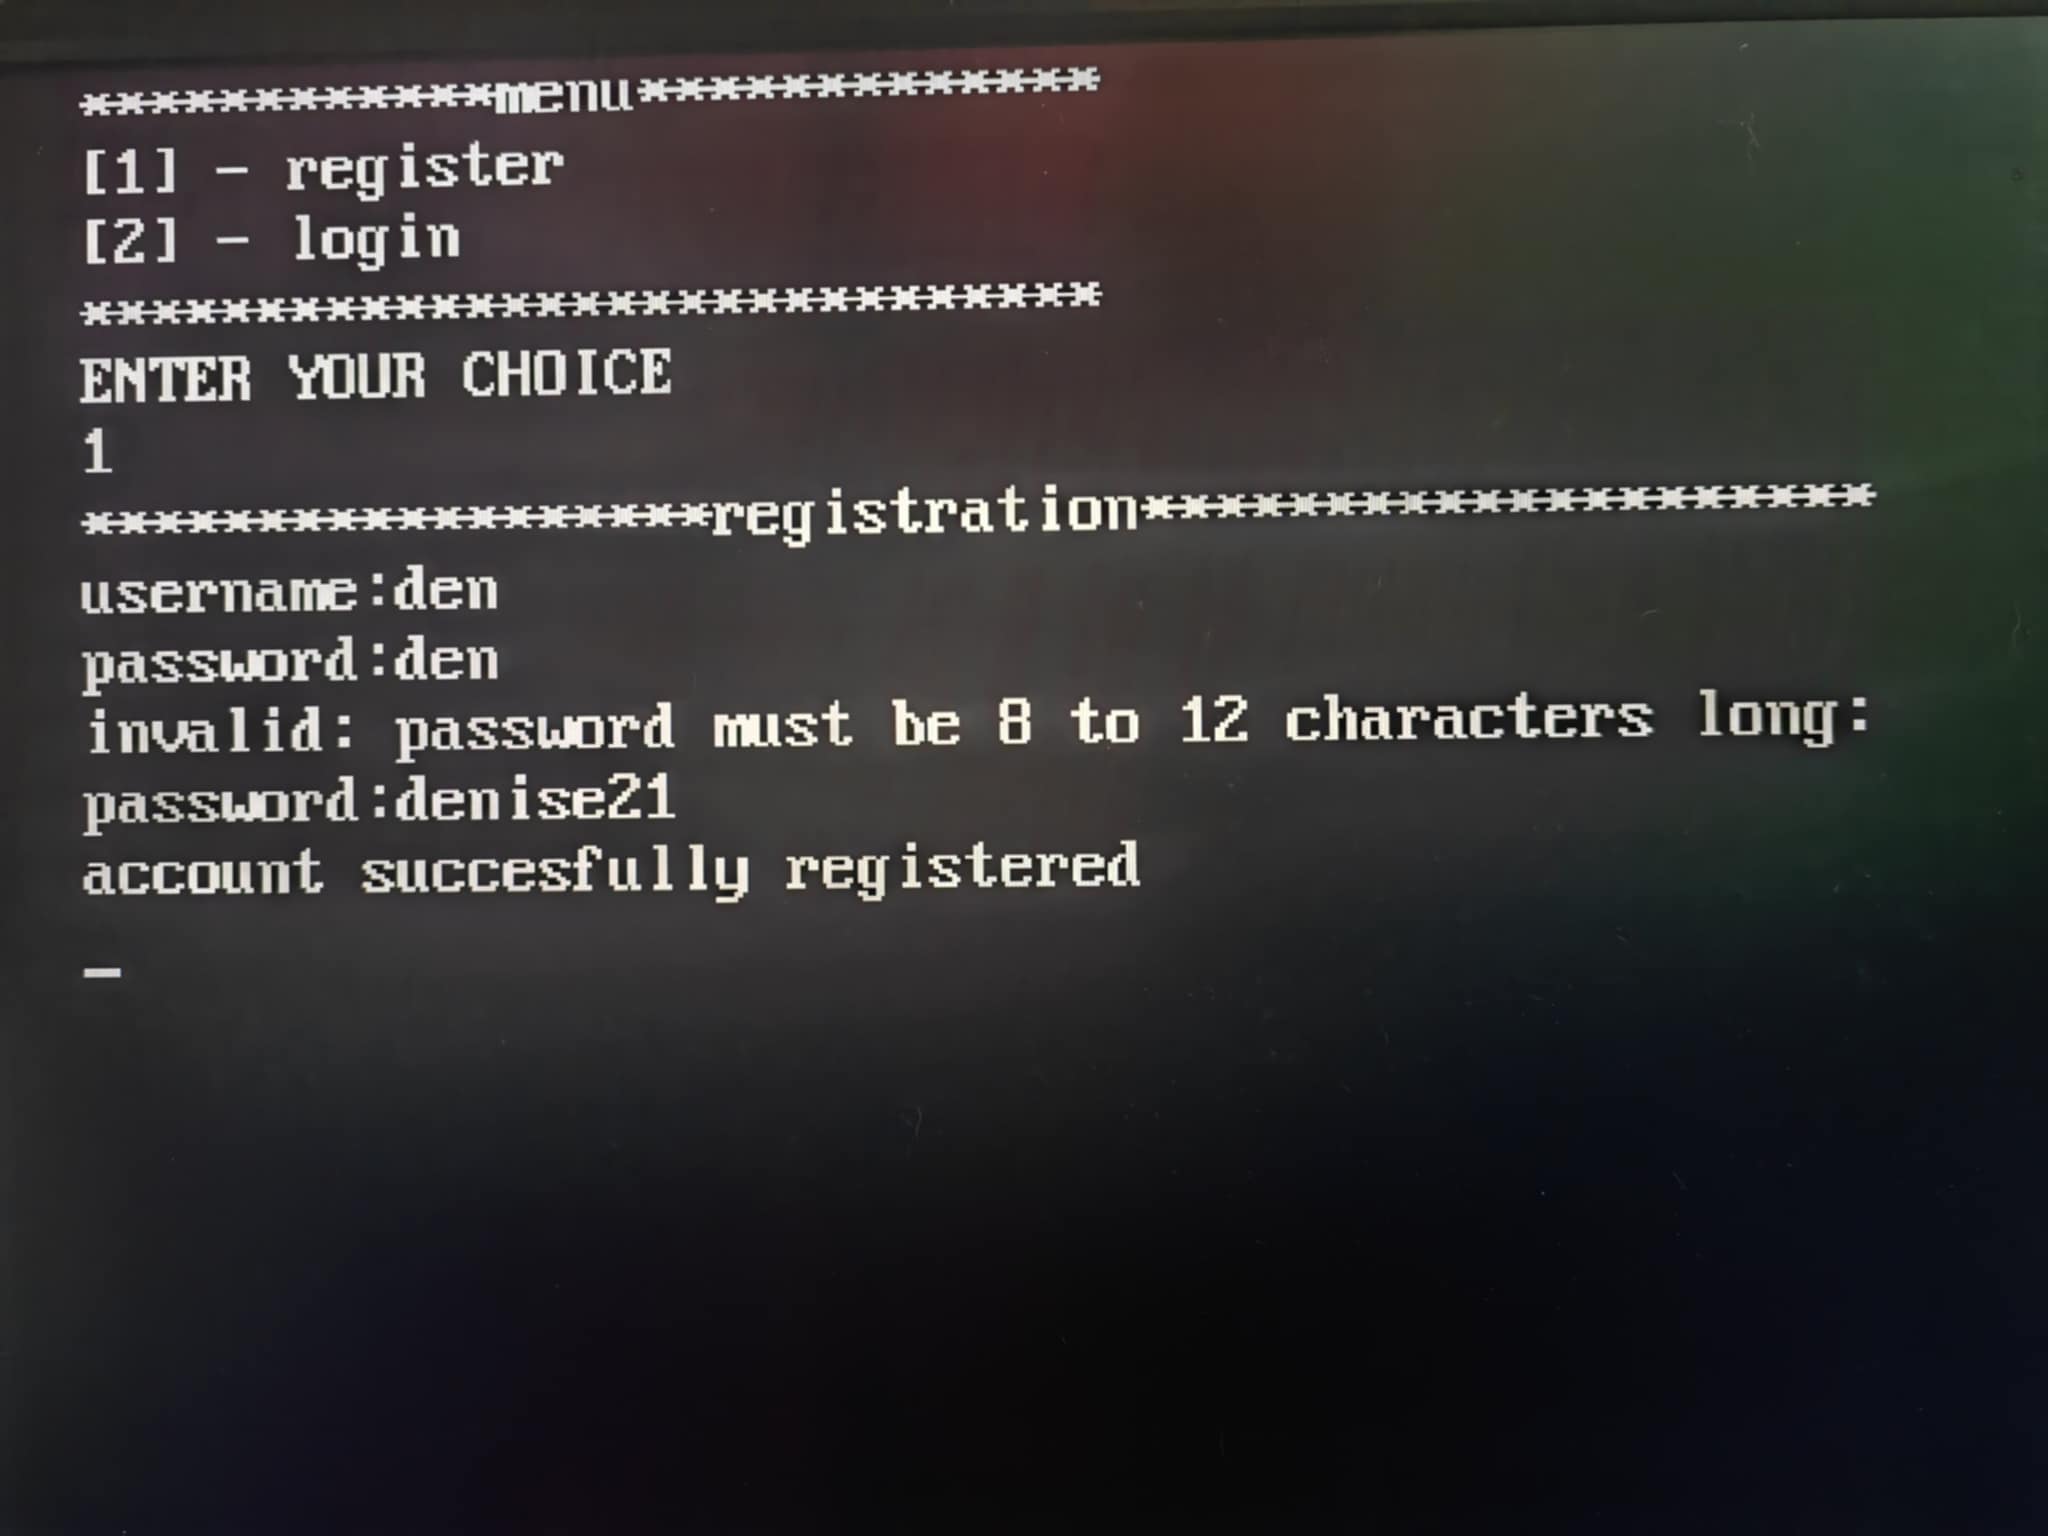 ************menu*************
[1] - register
[2] - login
*****************************
ENTER YOUR CHOICE
1
******************registration*********************
username:den
password:den
invalid: password must be 8 to 12 characters long:
password:denise21
account succesfully registered
_